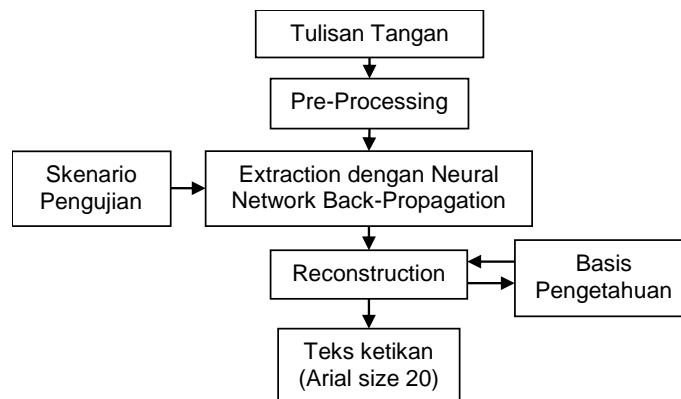 Tulisan Tangan
Pre-Processing
Skenario
Pengujian
Extraction dengan Neural
Network Back-Propagation
Reconstruction
Basis
Pengetahuan
Teks ketikan
(Arial size 20)